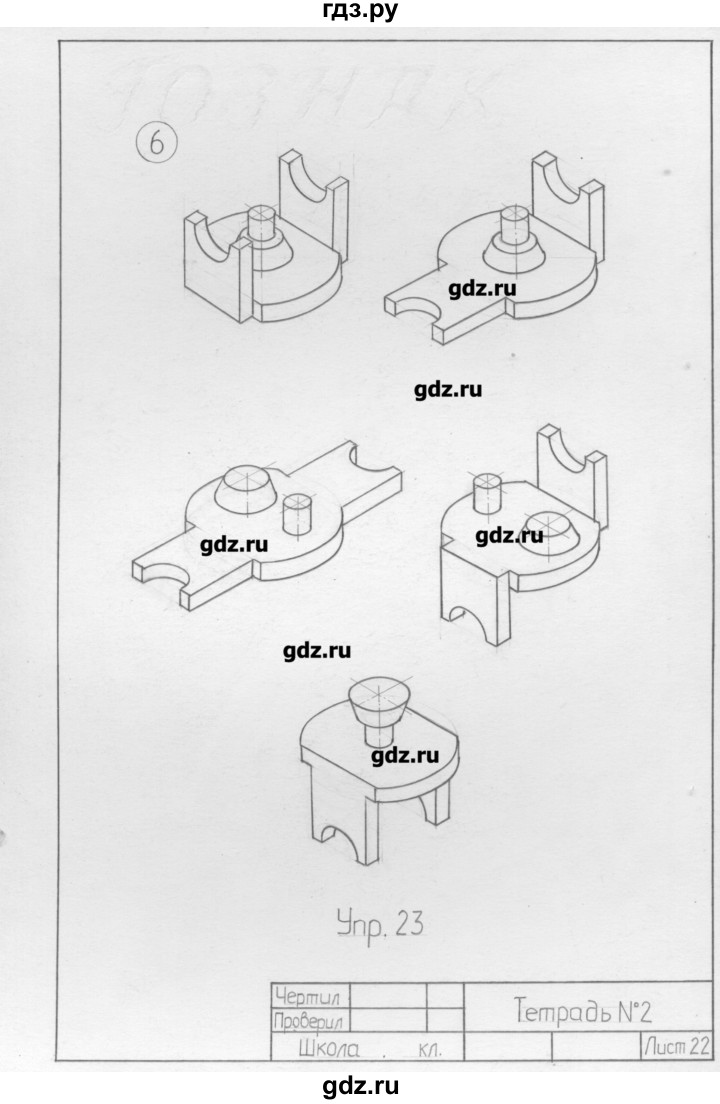 гдз.ру
6
gdz.ru
gdz.ru
gdz.ru
gdz.ru
gdz.ru
gdz.ru
Упр. 23
Чертил
Проверил
Тетрадь №2
Школа . кл.
Лист 22
gdz.ru